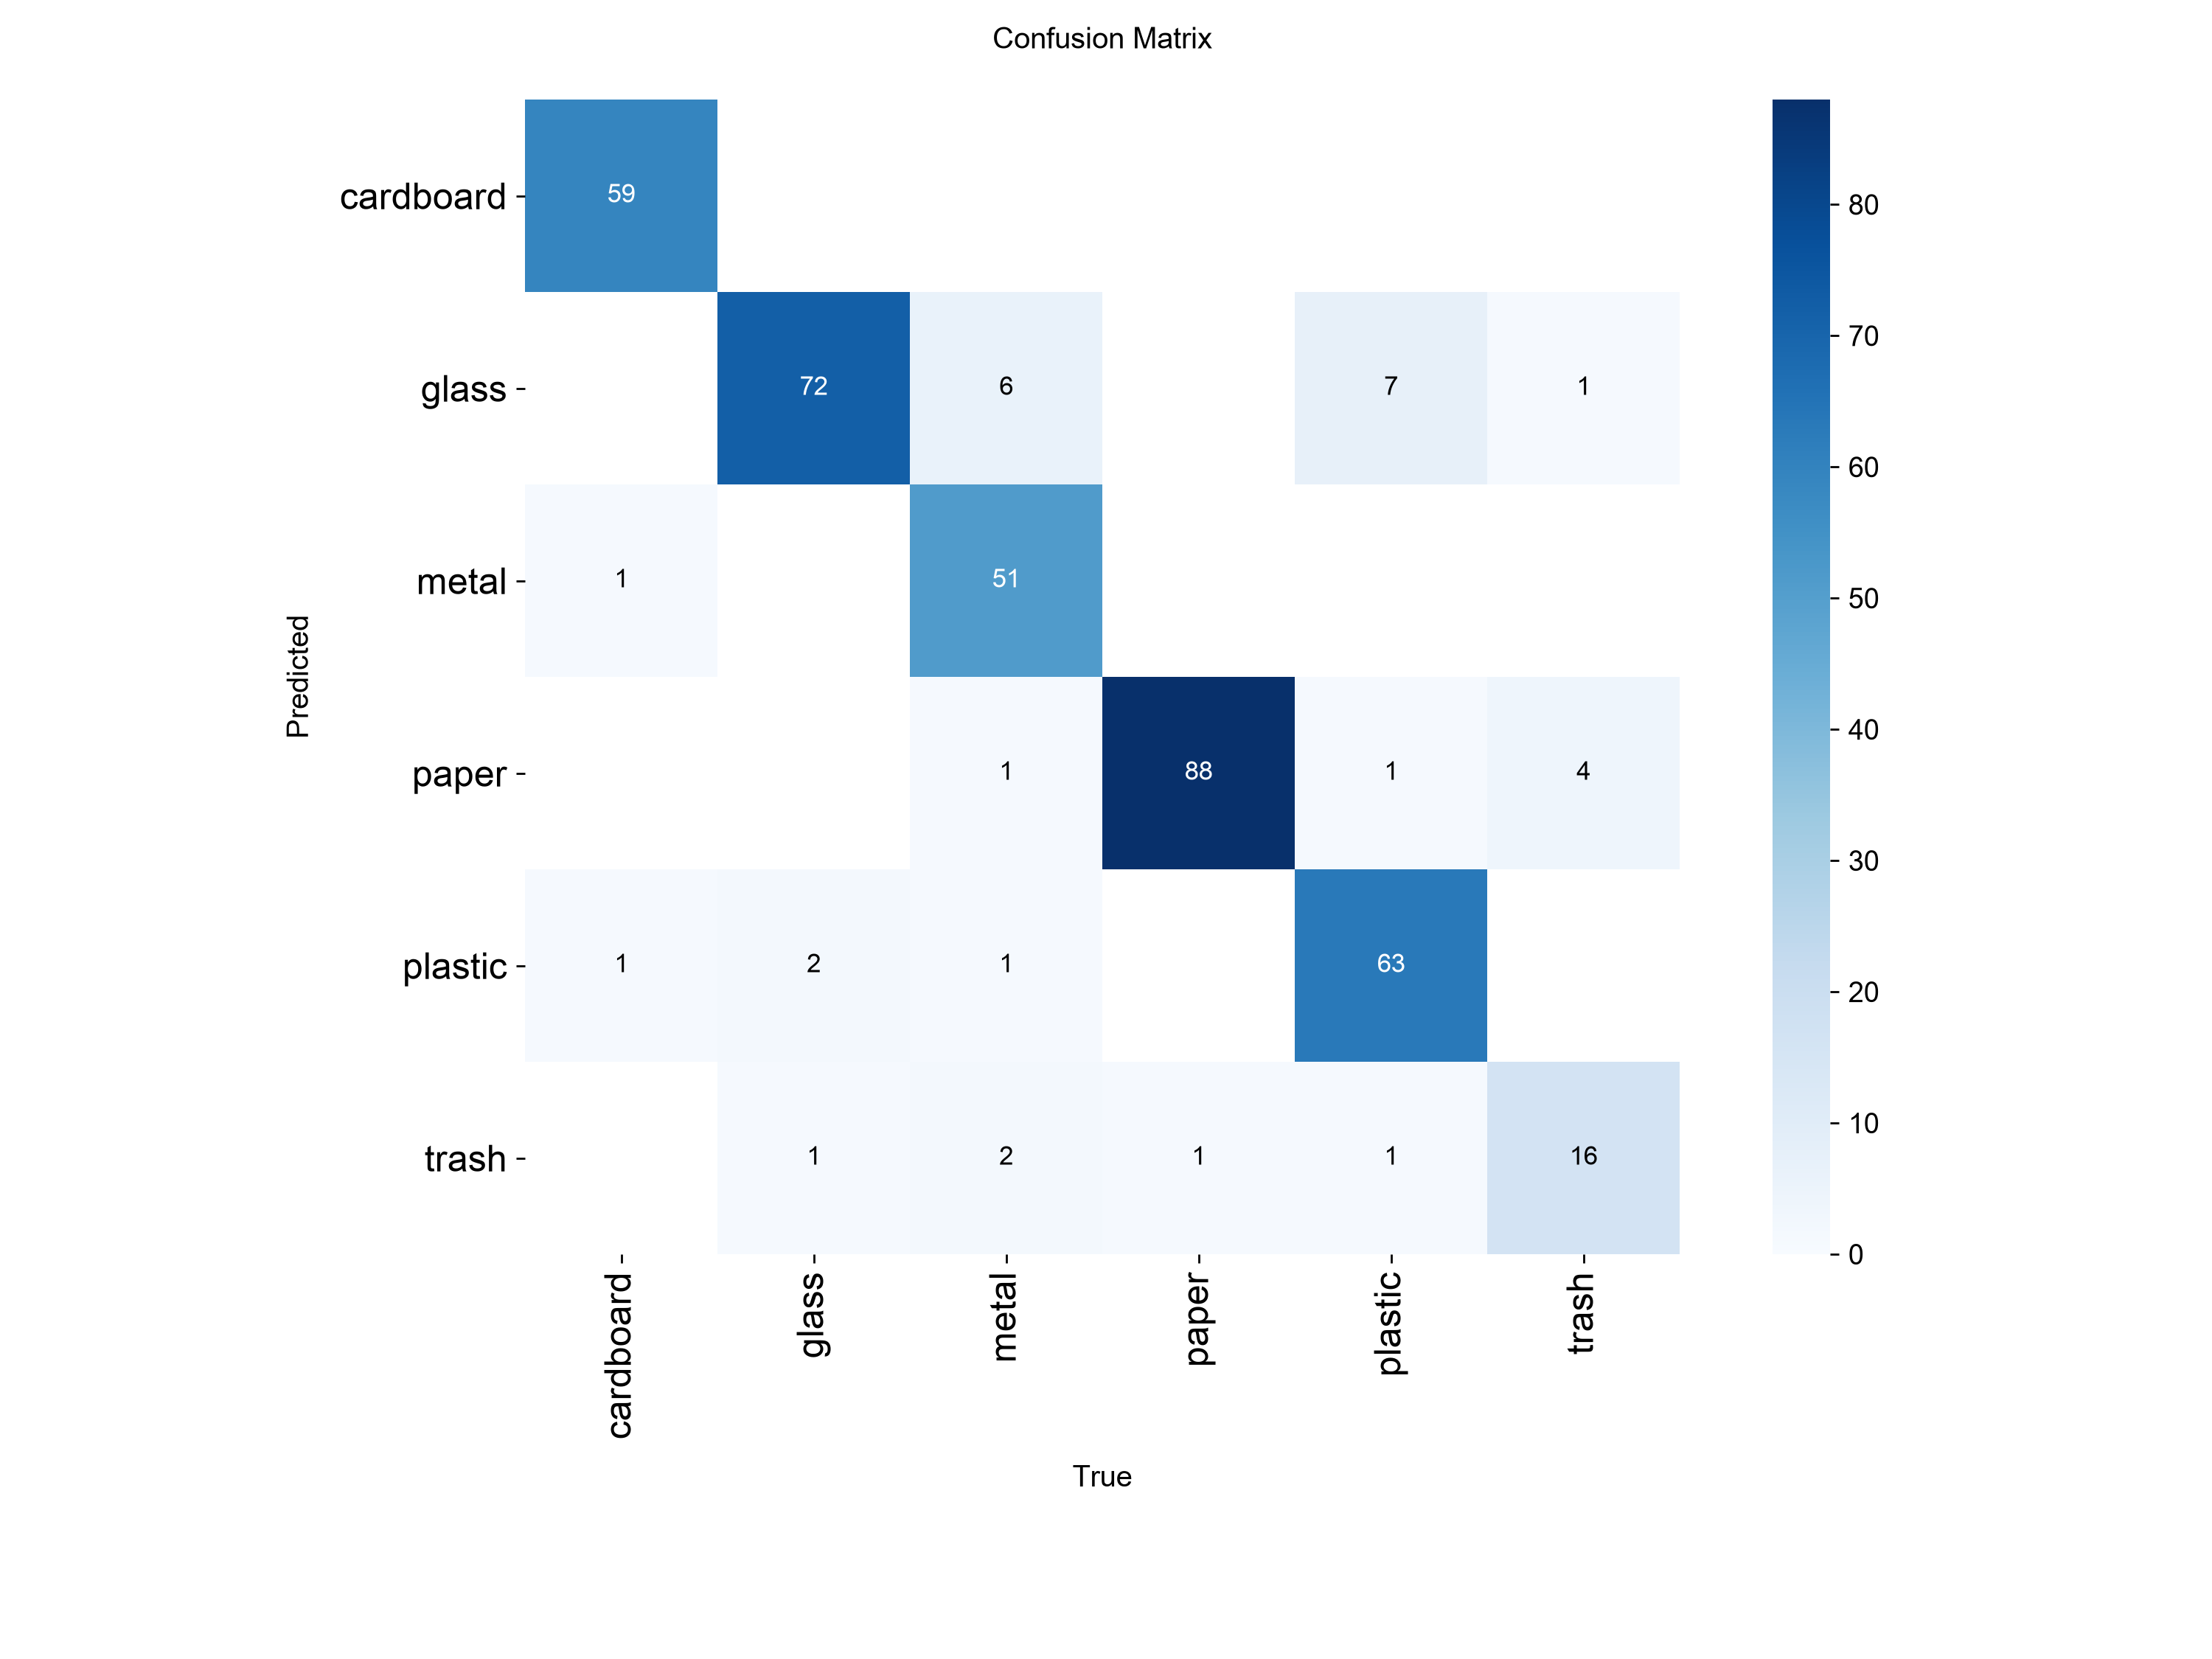 Confusion Matrix
cardboard
59
80
glass
72 6 7 1
70
60
metal
1 51
50
Predicted
paper
1 88 1 4
40
30
plastic
1 2 1 63
20
trash
1 2 1 1 16
10
0
cardboard
glass
metal
paper
plastic
trash
True